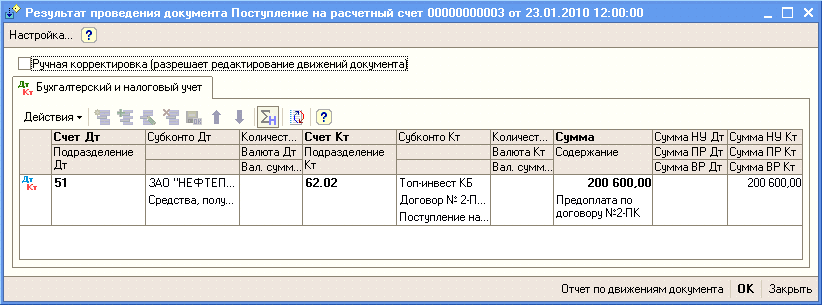 Результат проведения документа Поступление на расчетный счет 00000000003 от 23.01.2010 12:00:00
Настройка... ?
Ручная корректировка (разрешает редактирование движений документа)
Дт Кт Бухгалтерский и налоговый учет
Действия ?
Счет Дт Субконто Дт Количест... Счет Кт Субконто Кт Количест... Сумма Сумма НУ Дт Сумма НУ Кт
Подразделение Дт Валюта Дт Подразделение Кт Валюта Кт Содержание Сумма ПР Дт Сумма ПР Кт
Вал. сумм... Вал. сумм... Сумма ВР Дт Сумма ВР Кт
Дт Кт 51 ЗАО "НЕФТЕП... 62.02 Топ-инвест КБ 200 600,00 200 600,00
Средства, полу... Договор № 2-П... Предоплата по
договору №2-ПК
Поступление на...
Отчет по движениям документа OK Закрыть